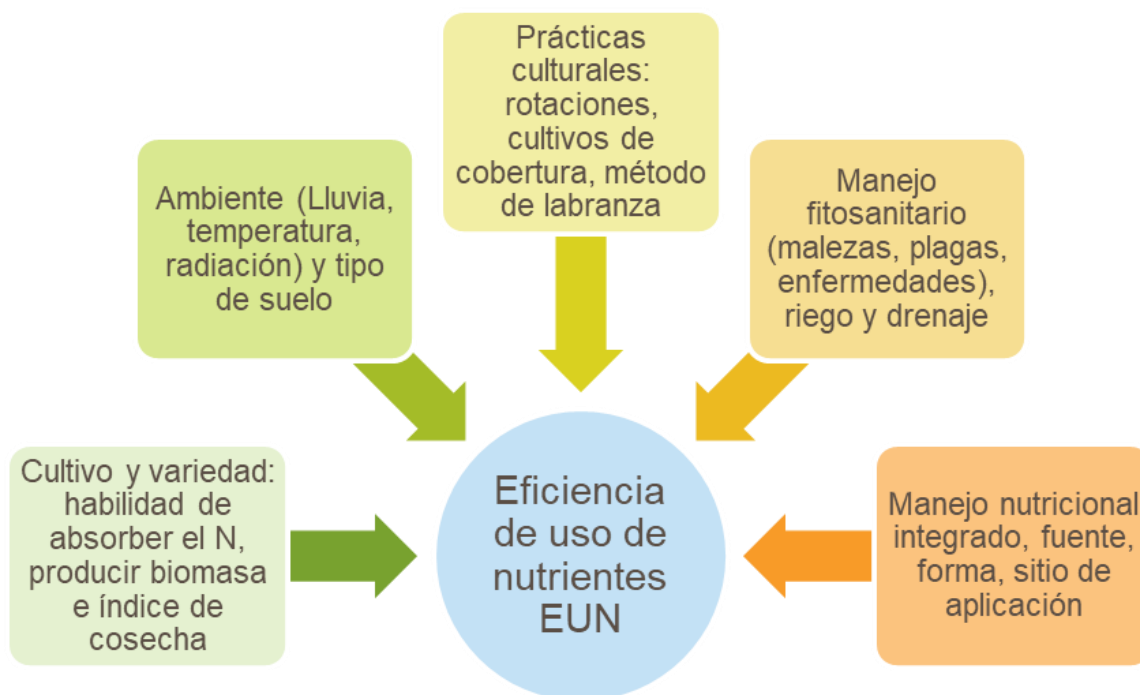 Prácticas
culturales:
rotaciones,
cultivos de
cobertura, método
de labranza
Ambiente (Lluvia,
temperatura,
radiación) y tipo
de suelo
Manejo
fitosanitario
(malezas, plagas,
enfermedades),
riego y drenaje
Cultivo y variedad:
habilidad de
absorber el N,
producir biomasa
e índice de
cosecha
Eficiencia
de uso de
nutrientes
EUN
Manejo nutricional
integrado, fuente,
forma, sitio de
aplicación